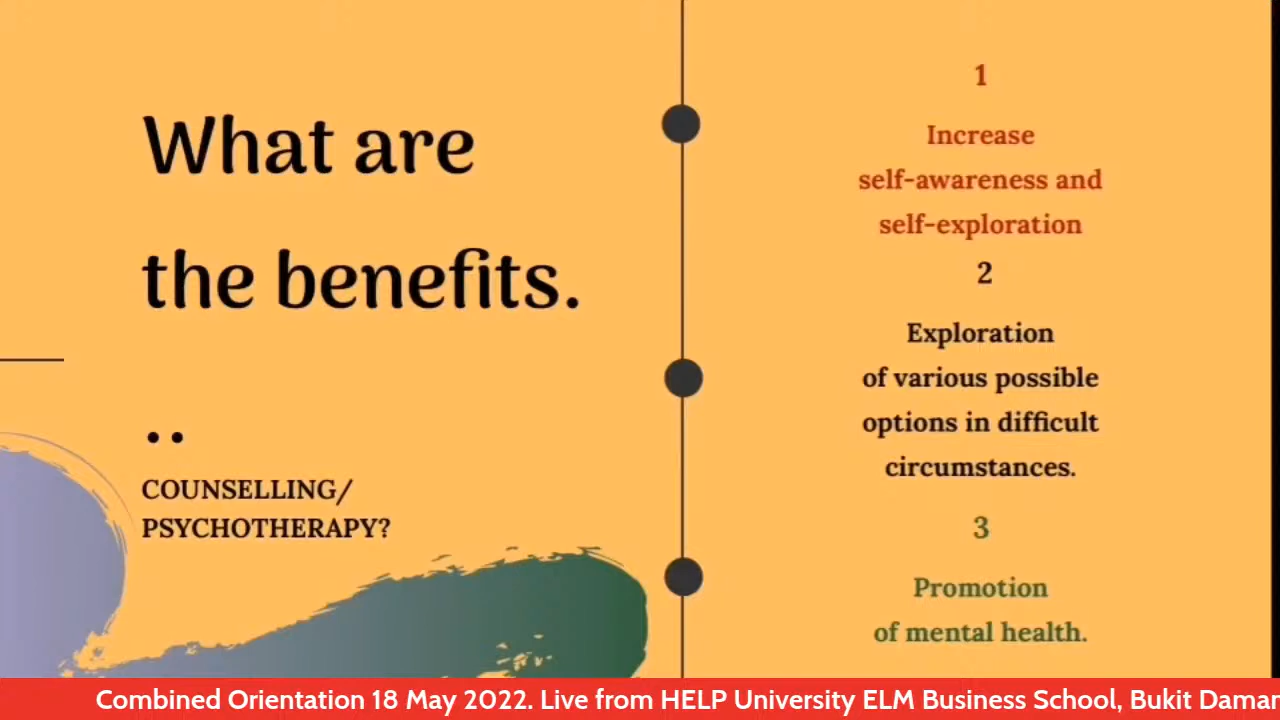 What are
the benefits.
..
COUNSELLING/
PSYCHOTHERAPY?
1
Increase
self-awareness and
self-exploration
2
Exploration
of various possible
options in difficult
circumstances.
3
Promotion
of mental health.
Combined Orientation 18 May 2022. Live from HELP University ELM Business School, Bukit